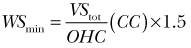 WS_min = VS_tot/OHC (CC) × 1.5